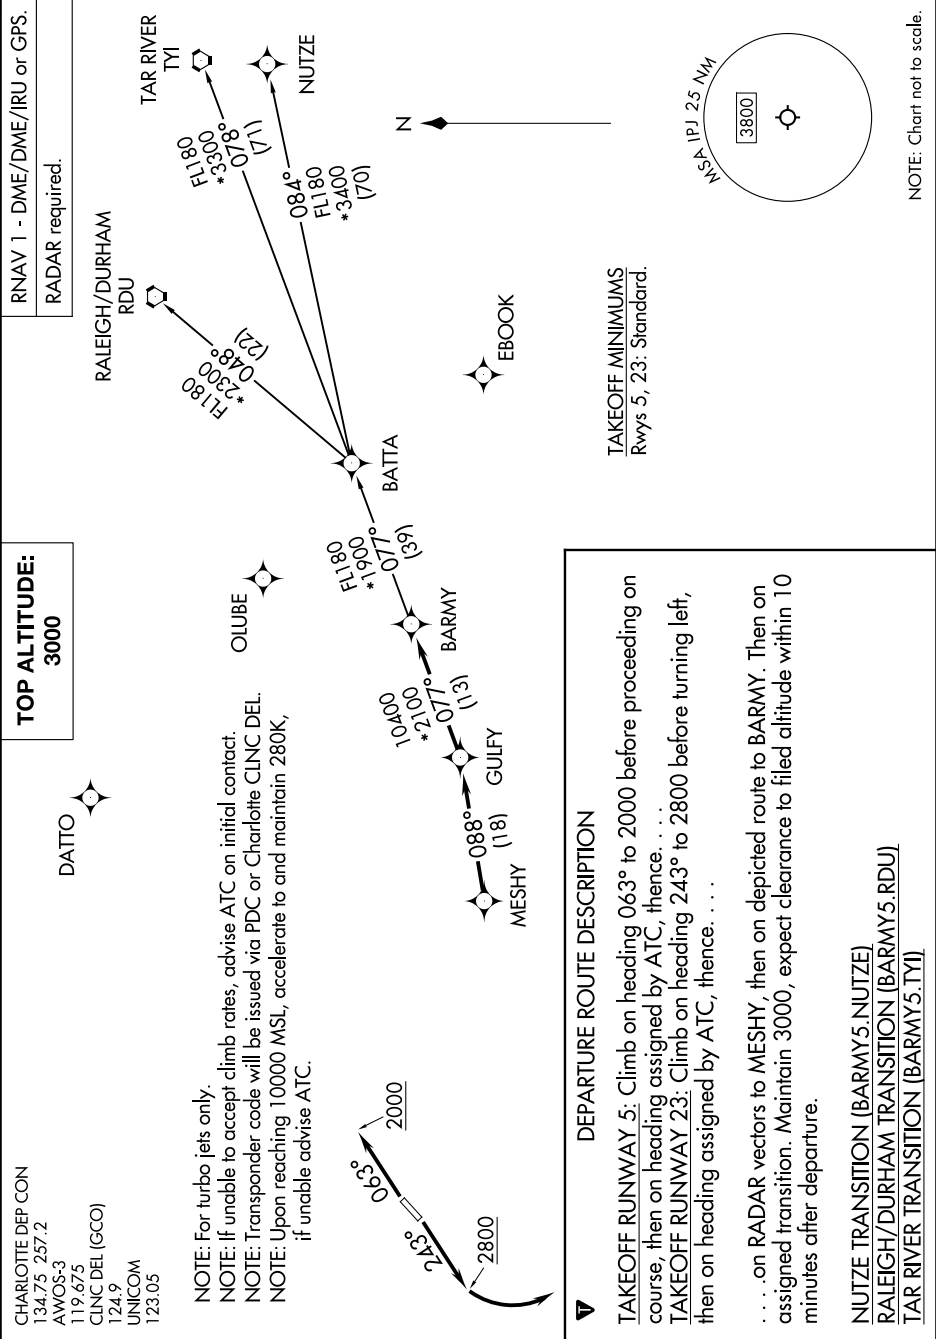 CHARLOTTE DEP CON
134.75 257.2
AWOS-3
119.675
CLNC DEL (GCO)
124.9
UNICOM
123.05
TOP ALTITUDE:
3000
RNAV 1 - DME/DME/IRU or GPS.
RADAR required.
DATTO
NOTE: For turbo jets only.
NOTE: If unable to accept climb rates, advise ATC on initial contact.
NOTE: Transponder code will be issued via PDC or Charlotte CLNC DEL.
NOTE: Upon reaching 10000 MSL, accelerate to and maintain 280K,
if unable advise ATC.
OLUBE
RALEIGH/DURHAM
RDU
TAR RIVER
TYI
NUTZE
FL180
*2300
048°
(22)
FL180
*3300
078°
(71)
084°
FL180
*3400
(70)
N
BATTA
EBOOK
FL180
*1900
077°
(39)
BARMY
10400
*2100
077°
(13)
GULFY
088°
(18)
MESHY
063°
2000
243°
2800
TAKEOFF MINIMUMS
Rwys 5, 23: Standard.
MSA IPJ 25 NM
3800
NOTE: Chart not to scale.
T
DEPARTURE ROUTE DESCRIPTION
TAKEOFF RUNWAY 5: Climb on heading 063° to 2000 before proceeding on
course, then on heading assigned by ATC, thence. . . .
TAKEOFF RUNWAY 23: Climb on heading 243° to 2800 before turning left,
then on heading assigned by ATC, thence. . . .
. . . .on RADAR vectors to MESHY, then on depicted route to BARMY. Then on
assigned transition. Maintain 3000, expect clearance to filed altitude within 10
minutes after departure.
NUTZE TRANSITION (BARMY5.NUTZE)
RALEIGH/DURHAM TRANSITION (BARMY5.RDU)
TAR RIVER TRANSITION (BARMY5.TYI)